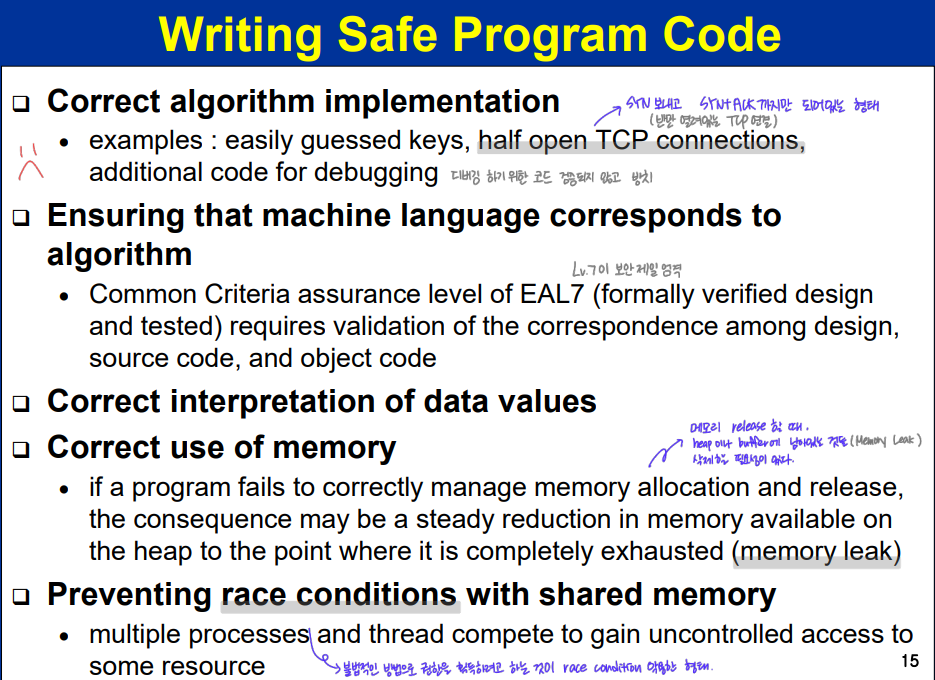 Writing Safe Program Code
❑ Correct algorithm implementation
SYN 보내고 SYN+ACK 까지만 되어있는 형태
(반만 열려있는 TCP 연결)
• examples : easily guessed keys, half open TCP connections,
additional code for debugging 디버깅 하기 위한 코드 검증되지 않고 방치
❑ Ensuring that machine language corresponds to
algorithm
Lv.7이 보안 제일 엄격
• Common Criteria assurance level of EAL7 (formally verified design
and tested) requires validation of the correspondence among design,
source code, and object code
❑ Correct interpretation of data values
❑ Correct use of memory
메모리 release 할 때,
heap 이나 buffer에 남아있는 것들 (Memory Leak)
삭제할 필요성이 있다.
• if a program fails to correctly manage memory allocation and release,
the consequence may be a steady reduction in memory available on
the heap to the point where it is completely exhausted (memory leak)
❑ Preventing race conditions with shared memory
• multiple processes and thread compete to gain uncontrolled access to
some resource
불법적인 방법으로 권한을 획득하려고 하는 것이 race condition 악용한 형태.
15